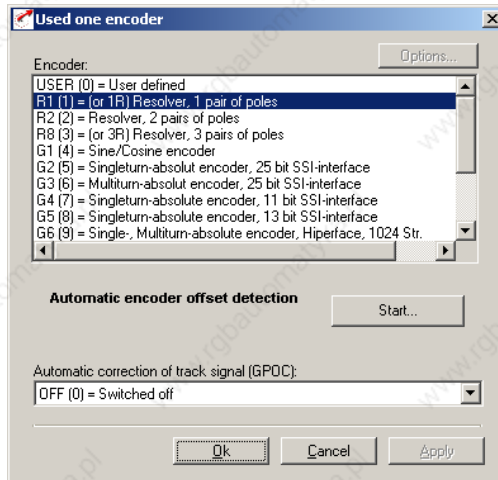 Used one encoder
Options...
Encoder:
USER (0) = User defined
R1 (1) = (or 1R) Resolver, 1 pair of poles
R2 (2) = Resolver, 2 pairs of poles
R8 (3) = (or 3R) Resolver, 3 pairs of poles
G1 (4) = Sine/Cosine encoder
G2 (5) = Singleturn-absolut encoder, 25 bit SSI-interface
G3 (6) = Multiturn-absolut encoder, 25 bit SSI-interface
G4 (7) = Singleturn-absolute encoder, 11 bit SSI-interface
G5 (8) = Singleturn-absolute encoder, 13 bit SSI-interface
G6 (9) = Single-, Multiturn-absolute encoder, Hiperface, 1024 Str.
Automatic encoder offset detection
Start...
Automatic correction of track signal (GPOC):
OFF (0) = Switched off
Ok
Cancel
Apply
www.rgbautomatyka.pl